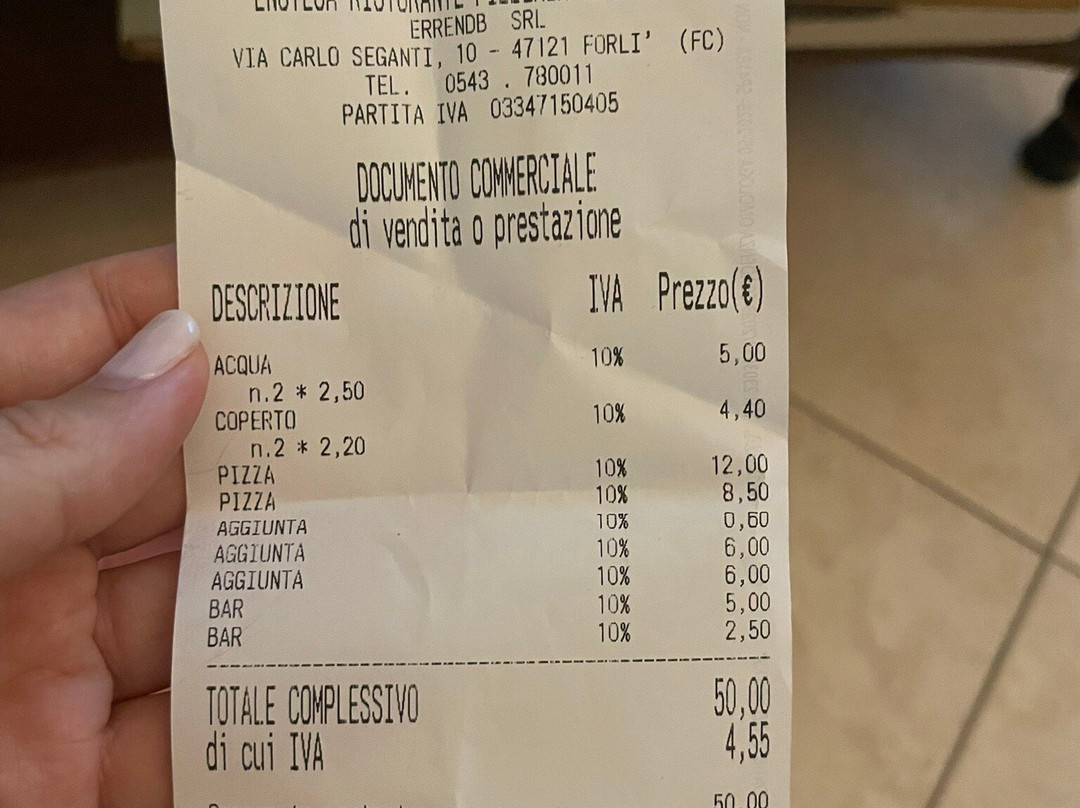 ENOTECA RISTORANTE
ERRENDB SRL
VIA CARLO SEGANTI, 10 - 47121 FORLI' (FC)
TEL. 0543 . 780011
PARTITA IVA 03347150405
DOCUMENTO COMMERCIALE
di vendita o prestazione
DESCRIZIONE IVA Prezzo(€)
ACQUA 10% 5,00
n.2 * 2,50
COPERTO 10% 4,40
n.2 * 2,20
PIZZA 10% 12,00
PIZZA 10% 8,50
AGGIUNTA 10% 0,60
AGGIUNTA 10% 6,00
AGGIUNTA 10% 6,00
BAR 10% 5,00
BAR 10% 2,50
TOTALE COMPLESSIVO 50,00
di cui IVA 4,55
50,00